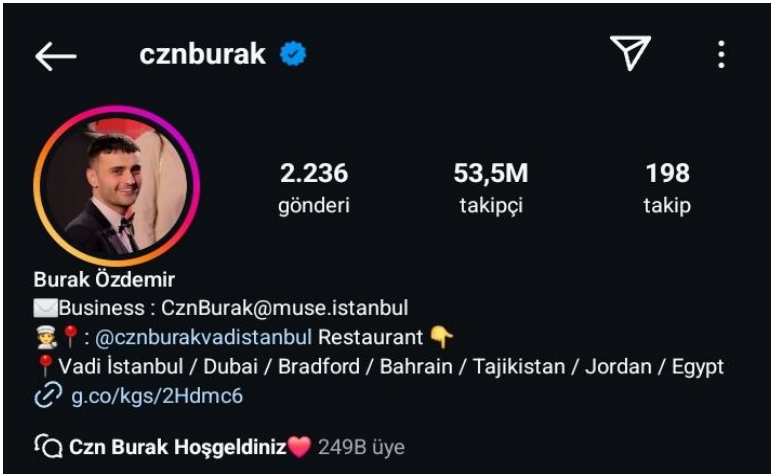 cznburak
2.236 53,5M 198
gönderi takipçi takip
Burak Özdemir
✉️Business : CznBurak@muse.istanbul
👨‍🍳📍: @cznburakvadistanbul Restaurant 👇
📍Vadi İstanbul / Dubai / Bradford / Bahrain / Tajikistan / Jordan / Egypt
g.co/kgs/2Hdmc6
Czn Burak Hoşgeldiniz❤️ 249B üye